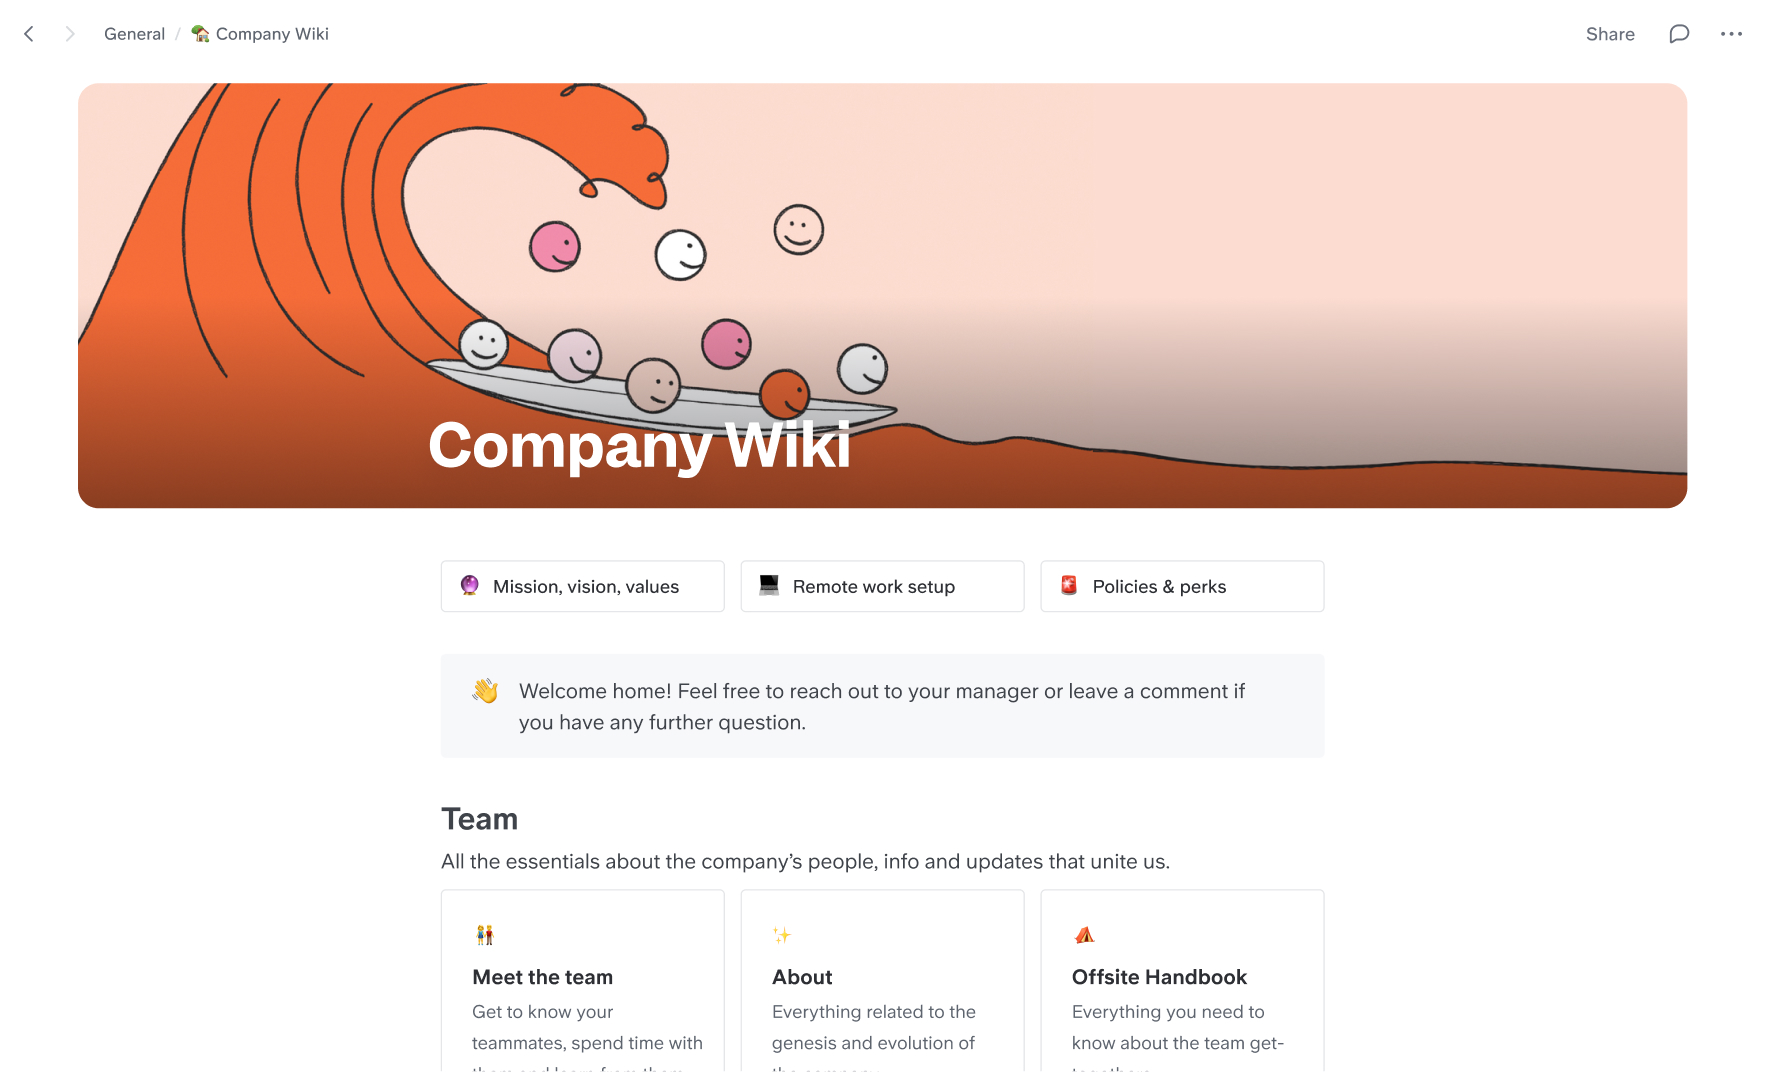 General / Company Wiki
Share
Company Wiki
Mission, vision, values
Remote work setup
Policies & perks
Welcome home! Feel free to reach out to your manager or leave a comment if
you have any further question.
Team
All the essentials about the company’s people, info and updates that unite us.
Meet the team
Get to know your
teammates, spend time with
About
Everything related to the
genesis and evolution of
Offsite Handbook
Everything you need to
know about the team get-